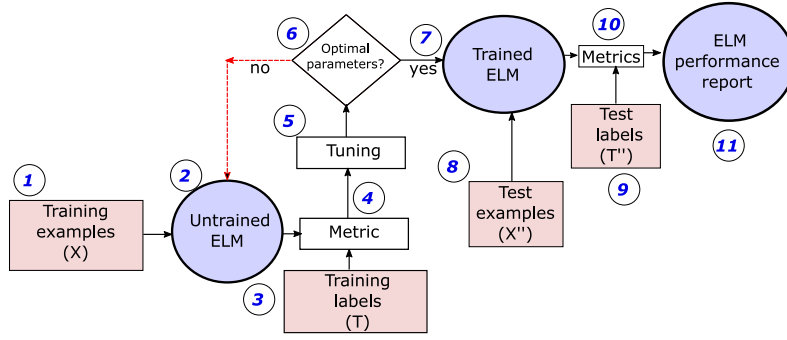 1
Training
examples
(X)
2
Untrained
ELM
3
Training
labels
(T)
4
Metric
5
Tuning
6
Optimal
parameters?
no
7
yes
Trained
ELM
8
Test
examples
(X'')
9
Test
labels
(T'')
10
Metrics
11
ELM
performance
report